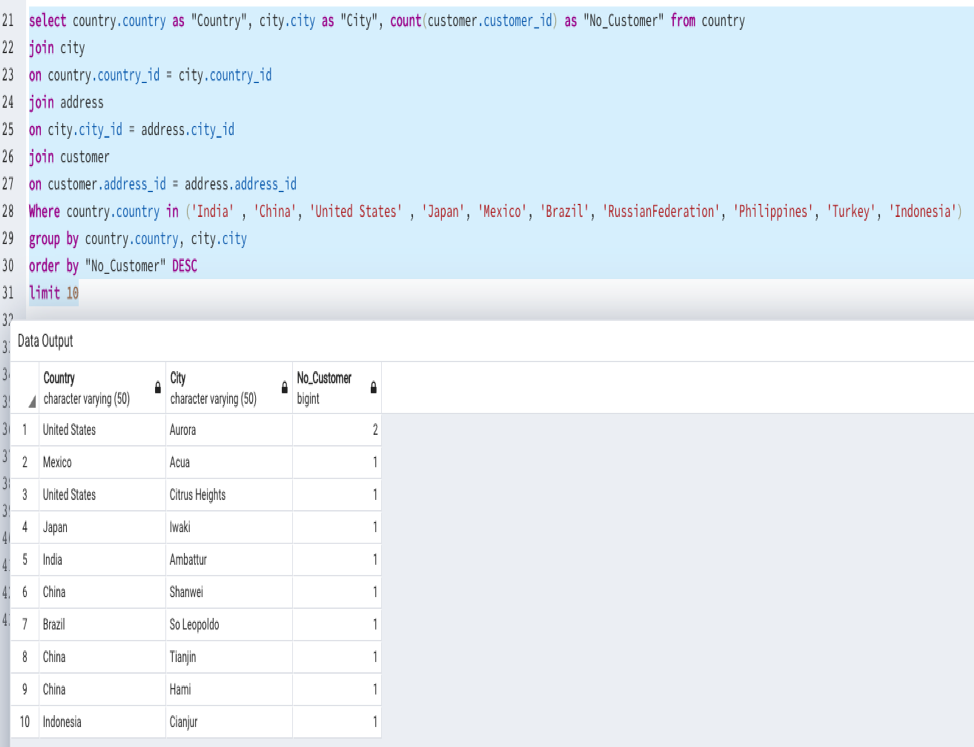 21 select country.country as "Country", city.city as "City", count(customer.customer_id) as "No_Customer" from country
22 join city
23 on country.country_id = city.country_id
24 join address
25 on city.city_id = address.city_id
26 join customer
27 on customer.address_id = address.address_id
28 Where country.country in ('India' , 'China', 'United States' , 'Japan', 'Mexico', 'Brazil', 'RussianFederation', 'Philippines', 'Turkey', 'Indonesia')
29 group by country.country, city.city
30 order by "No_Customer" DESC
31 limit 10
32
Data Output
Country City No_Customer
character varying (50) character varying (50) bigint
1 United States Aurora 2
2 Mexico Acua 1
3 United States Citrus Heights 1
4 Japan Iwaki 1
5 India Ambattur 1
6 China Shanwei 1
7 Brazil So Leopoldo 1
8 China Tianjin 1
9 China Hami 1
10 Indonesia Cianjur 1